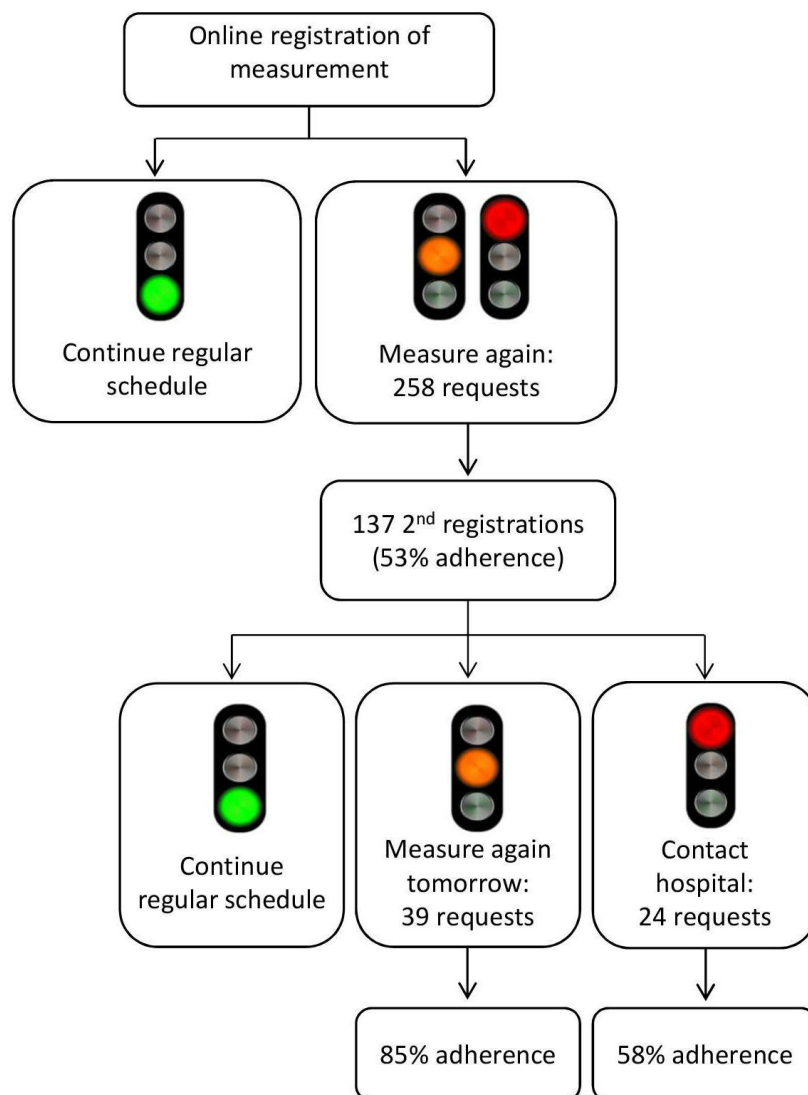 Online registration of
measurement
Continue regular
schedule
Measure again:
258 requests
137 2nd registrations
(53% adherence)
Continue
regular schedule
Measure again
tomorrow:
39 requests
Contact
hospital:
24 requests
85% adherence
58% adherence